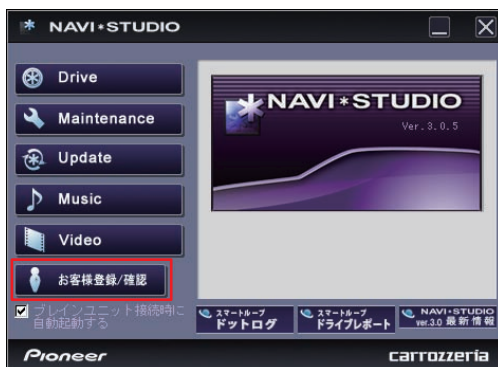 NAVI*STUDIO
Drive
Maintenance
Update
Music
Video
お客様登録/確認
ブレインユニット接続時に
自動起動する
NAVI*STUDIO
Ver.3.0.5
スマートループ
ドットログ
スマートループ
ドライブレポート
NAVI*STUDIO
ver.3.0 最新情報
Pioneer
carrozzeria